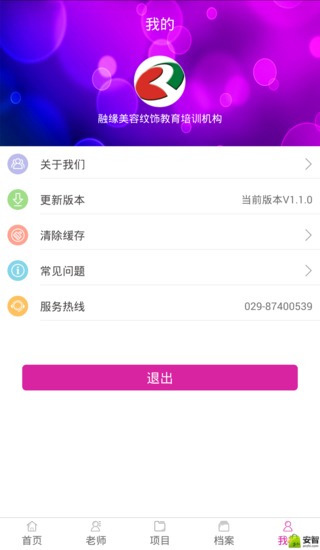 我的
融缘美容纹饰教育培训机构
关于我们
更新版本 当前版本V1.1.0
清除缓存
常见问题
服务热线 029-87400539
退出
首页 老师 项目 档案 我
安智